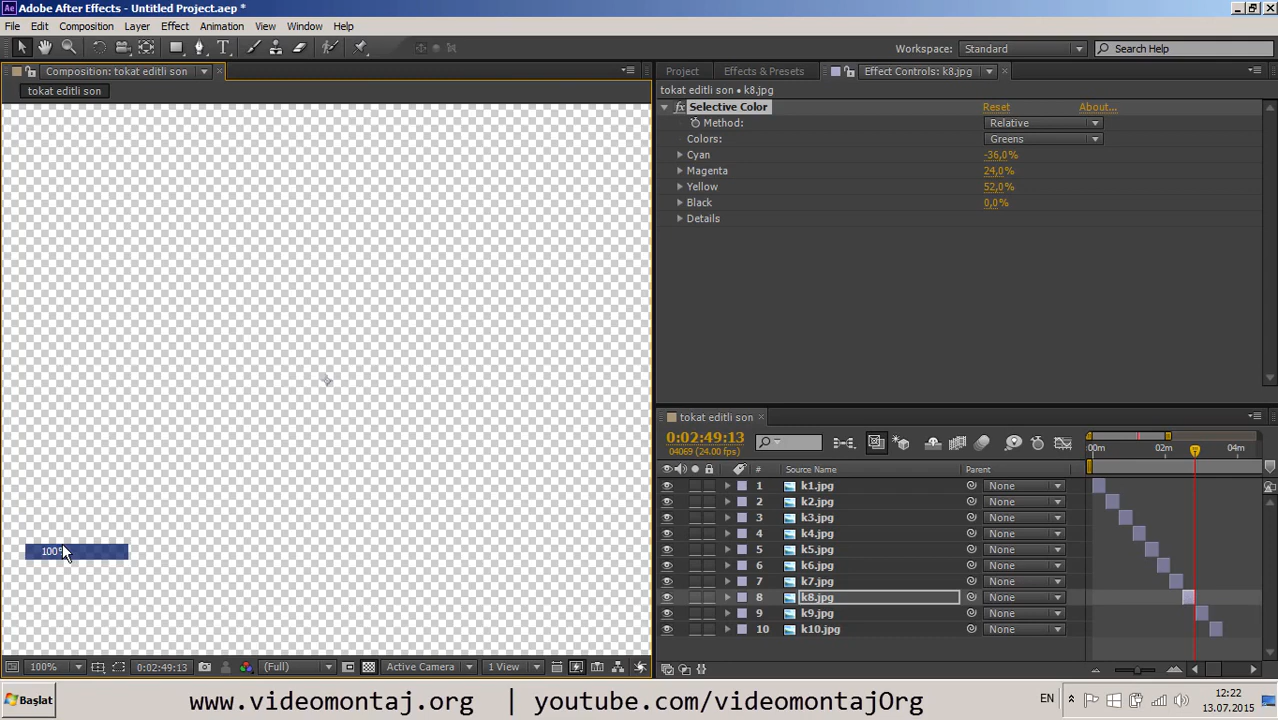 Adobe After Effects - Untitled Project.aep *
File Edit Composition Layer Effect Animation View Window Help
Workspace: Standard Search Help
Composition: tokat editli son
Project Effects & Presets Effect Controls: k8.jpg
tokat editli son
tokat editli son • k8.jpg
fx Selective Color Reset About...
Method: Relative
Colors: Greens
Cyan -36,0%
Magenta 24,0%
Yellow 52,0%
Black 0,0%
Details
tokat editli son
0:02:49:13
04069 (24.00 fps)
:00m 02m 04m
# Source Name Parent
1 k1.jpg None
2 k2.jpg None
3 k3.jpg None
4 k4.jpg None
5 k5.jpg None
6 k6.jpg None
7 k7.jpg None
8 k8.jpg None
9 k9.jpg None
10 k10.jpg None
100%
100% 0:02:49:13 (Full) Active Camera 1 View
Başlat
www.videomontaj.org | youtube.com/videomontajOrg
EN
12:22
13.07.2015